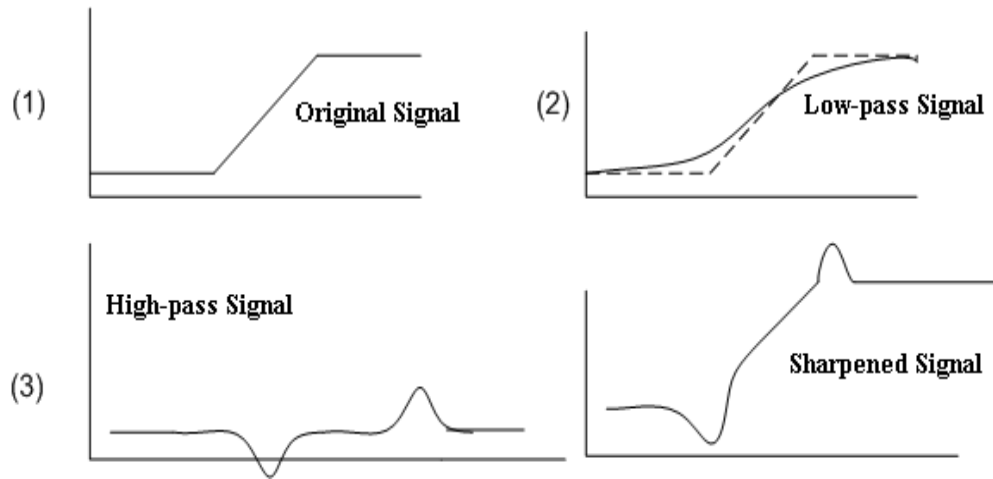 (1)
Original Signal
(2)
Low-pass Signal
High-pass Signal
(3)
Sharpened Signal